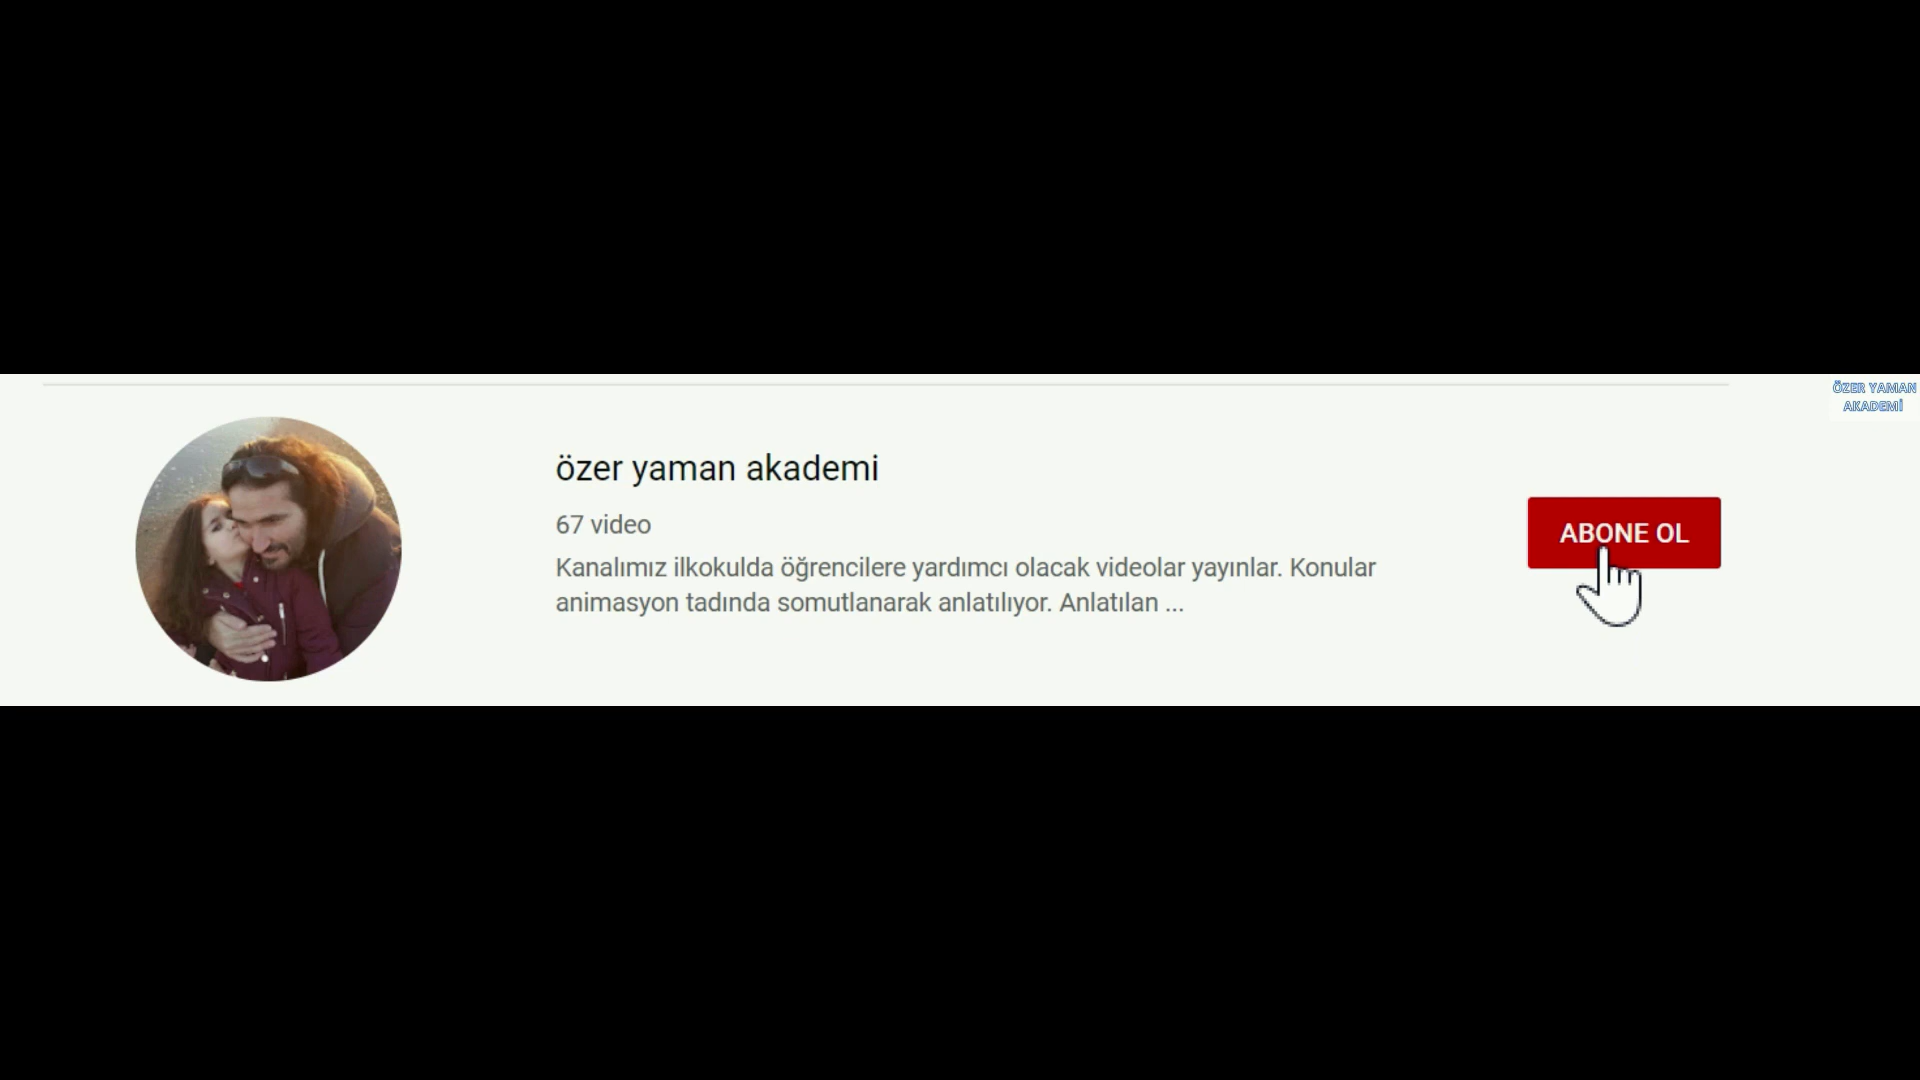 ÖZER YAMAN
AKADEMİ
özer yaman akademi
67 video
ABONE OL
Kanalımız ilkokulda öğrencilere yardımcı olacak videolar yayınlar. Konular
animasyon tadında somutlanarak anlatılıyor. Anlatılan ...